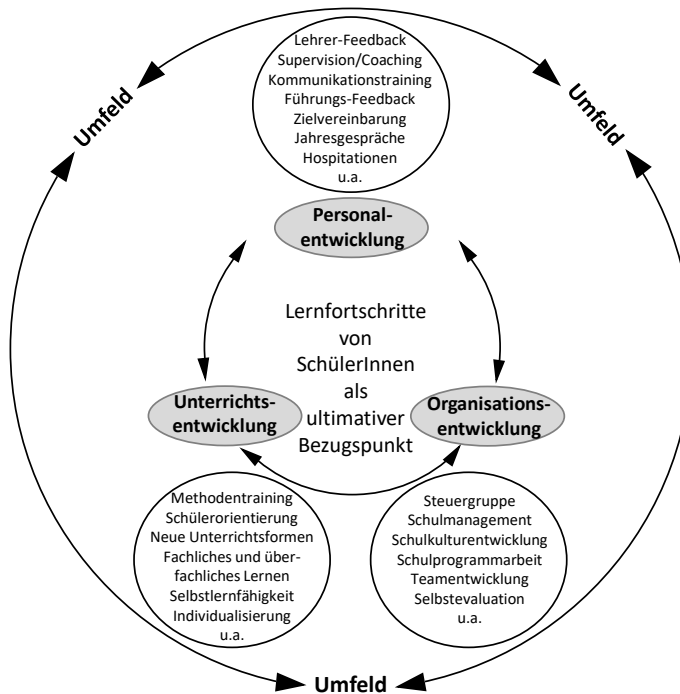 Lehrer-Feedback
Supervision/Coaching
Kommunikationstraining
Führungs-Feedback
Zielvereinbarung
Jahresgespräche
Hospitationen
u.a.
Umfeld
Umfeld
Personal-
entwicklung
Lernfortschritte
von
SchülerInnen
als
ultimativer
Bezugspunkt
Unterrichts-
entwicklung
Organisations-
entwicklung
Methodentraining
Schülerorientierung
Neue Unterrichtsformen
Fachliches und über-
fachliches Lernen
Selbstlernfähigkeit
Individualisierung
u.a.
Steuergruppe
Schulmanagement
Schulkulturentwicklung
Schulprogrammarbeit
Teamentwicklung
Selbstevaluation
u.a.
Umfeld